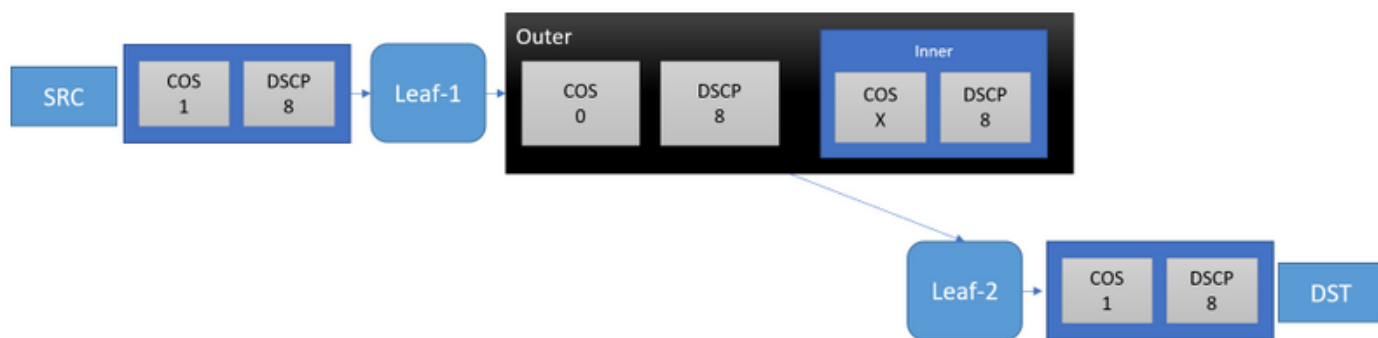 SRC
COS
1
DSCP
8
Leaf-1
Outer
COS
0
DSCP
8
Inner
COS
X
DSCP
8
Leaf-2
COS
1
DSCP
8
DST